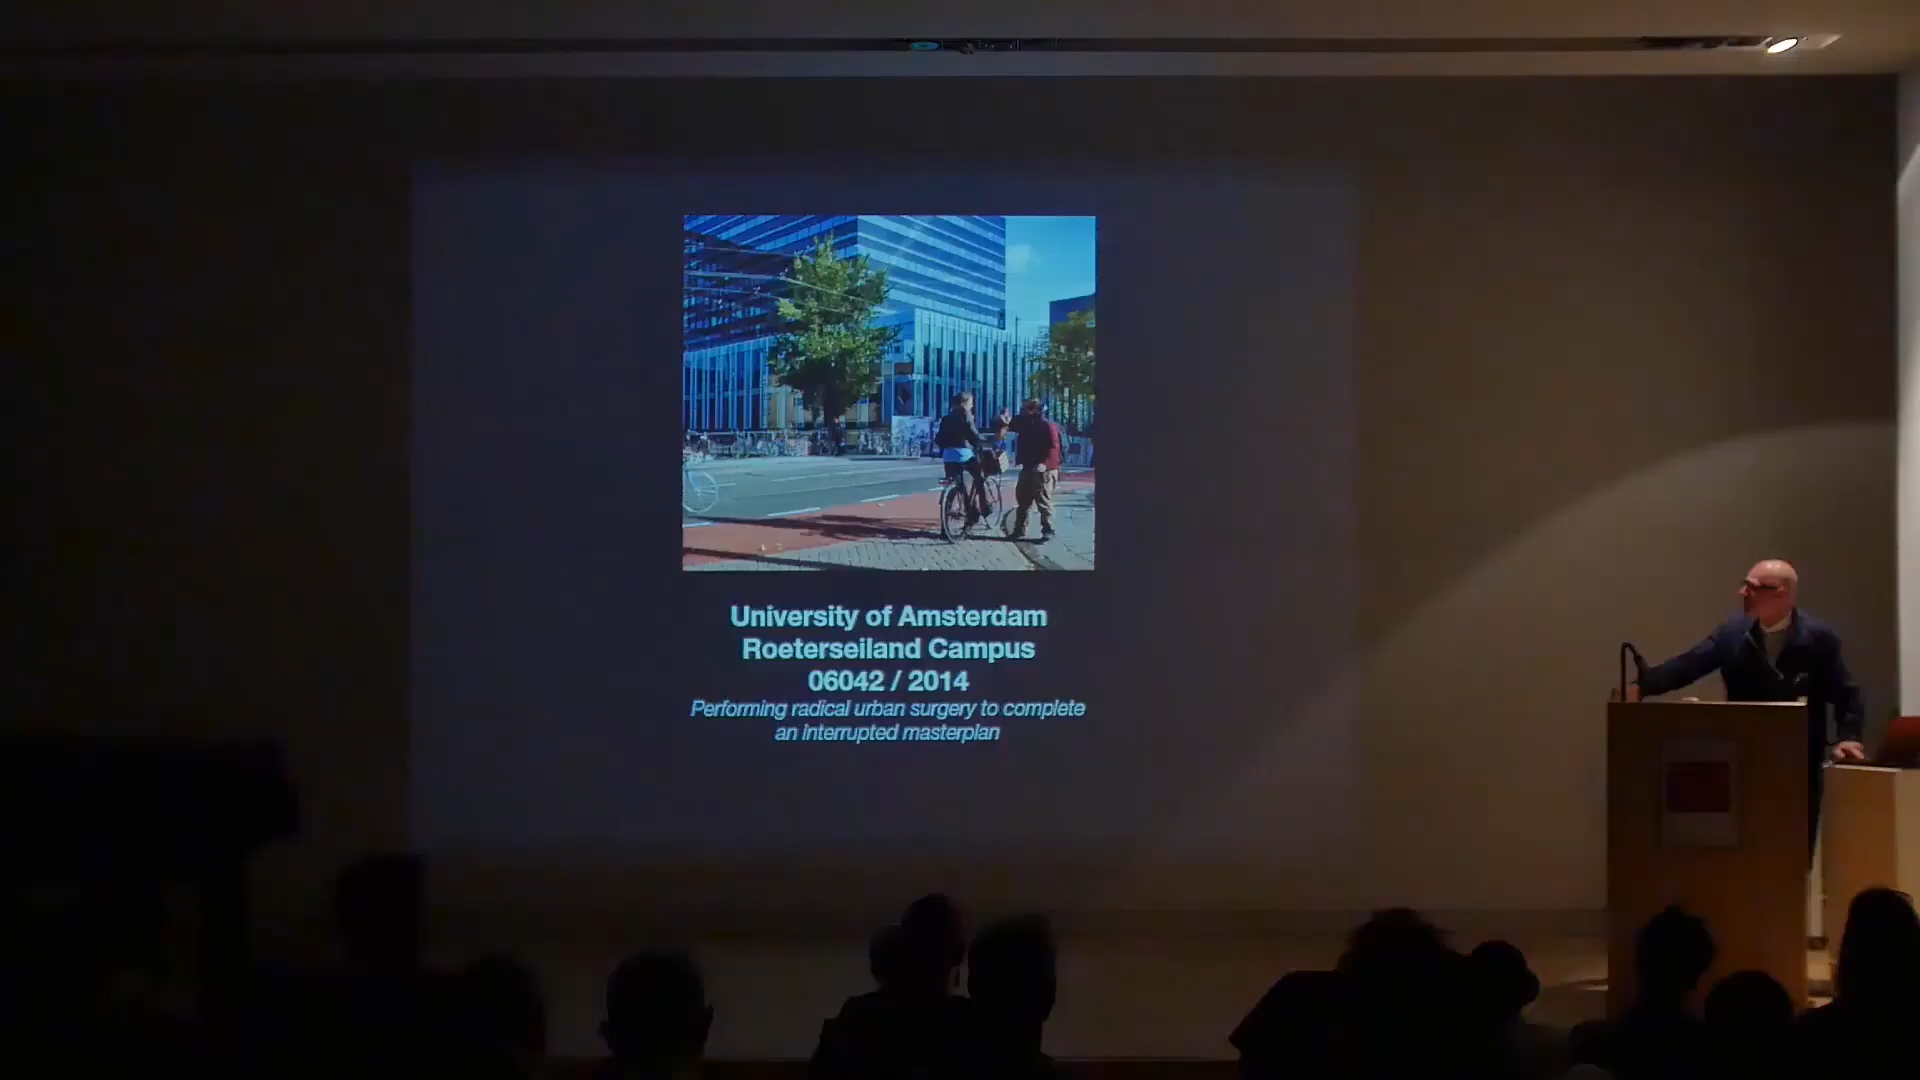 University of Amsterdam
Roeterseiland Campus
06042 / 2014
Performing radical urban surgery to complete
an interrupted masterplan